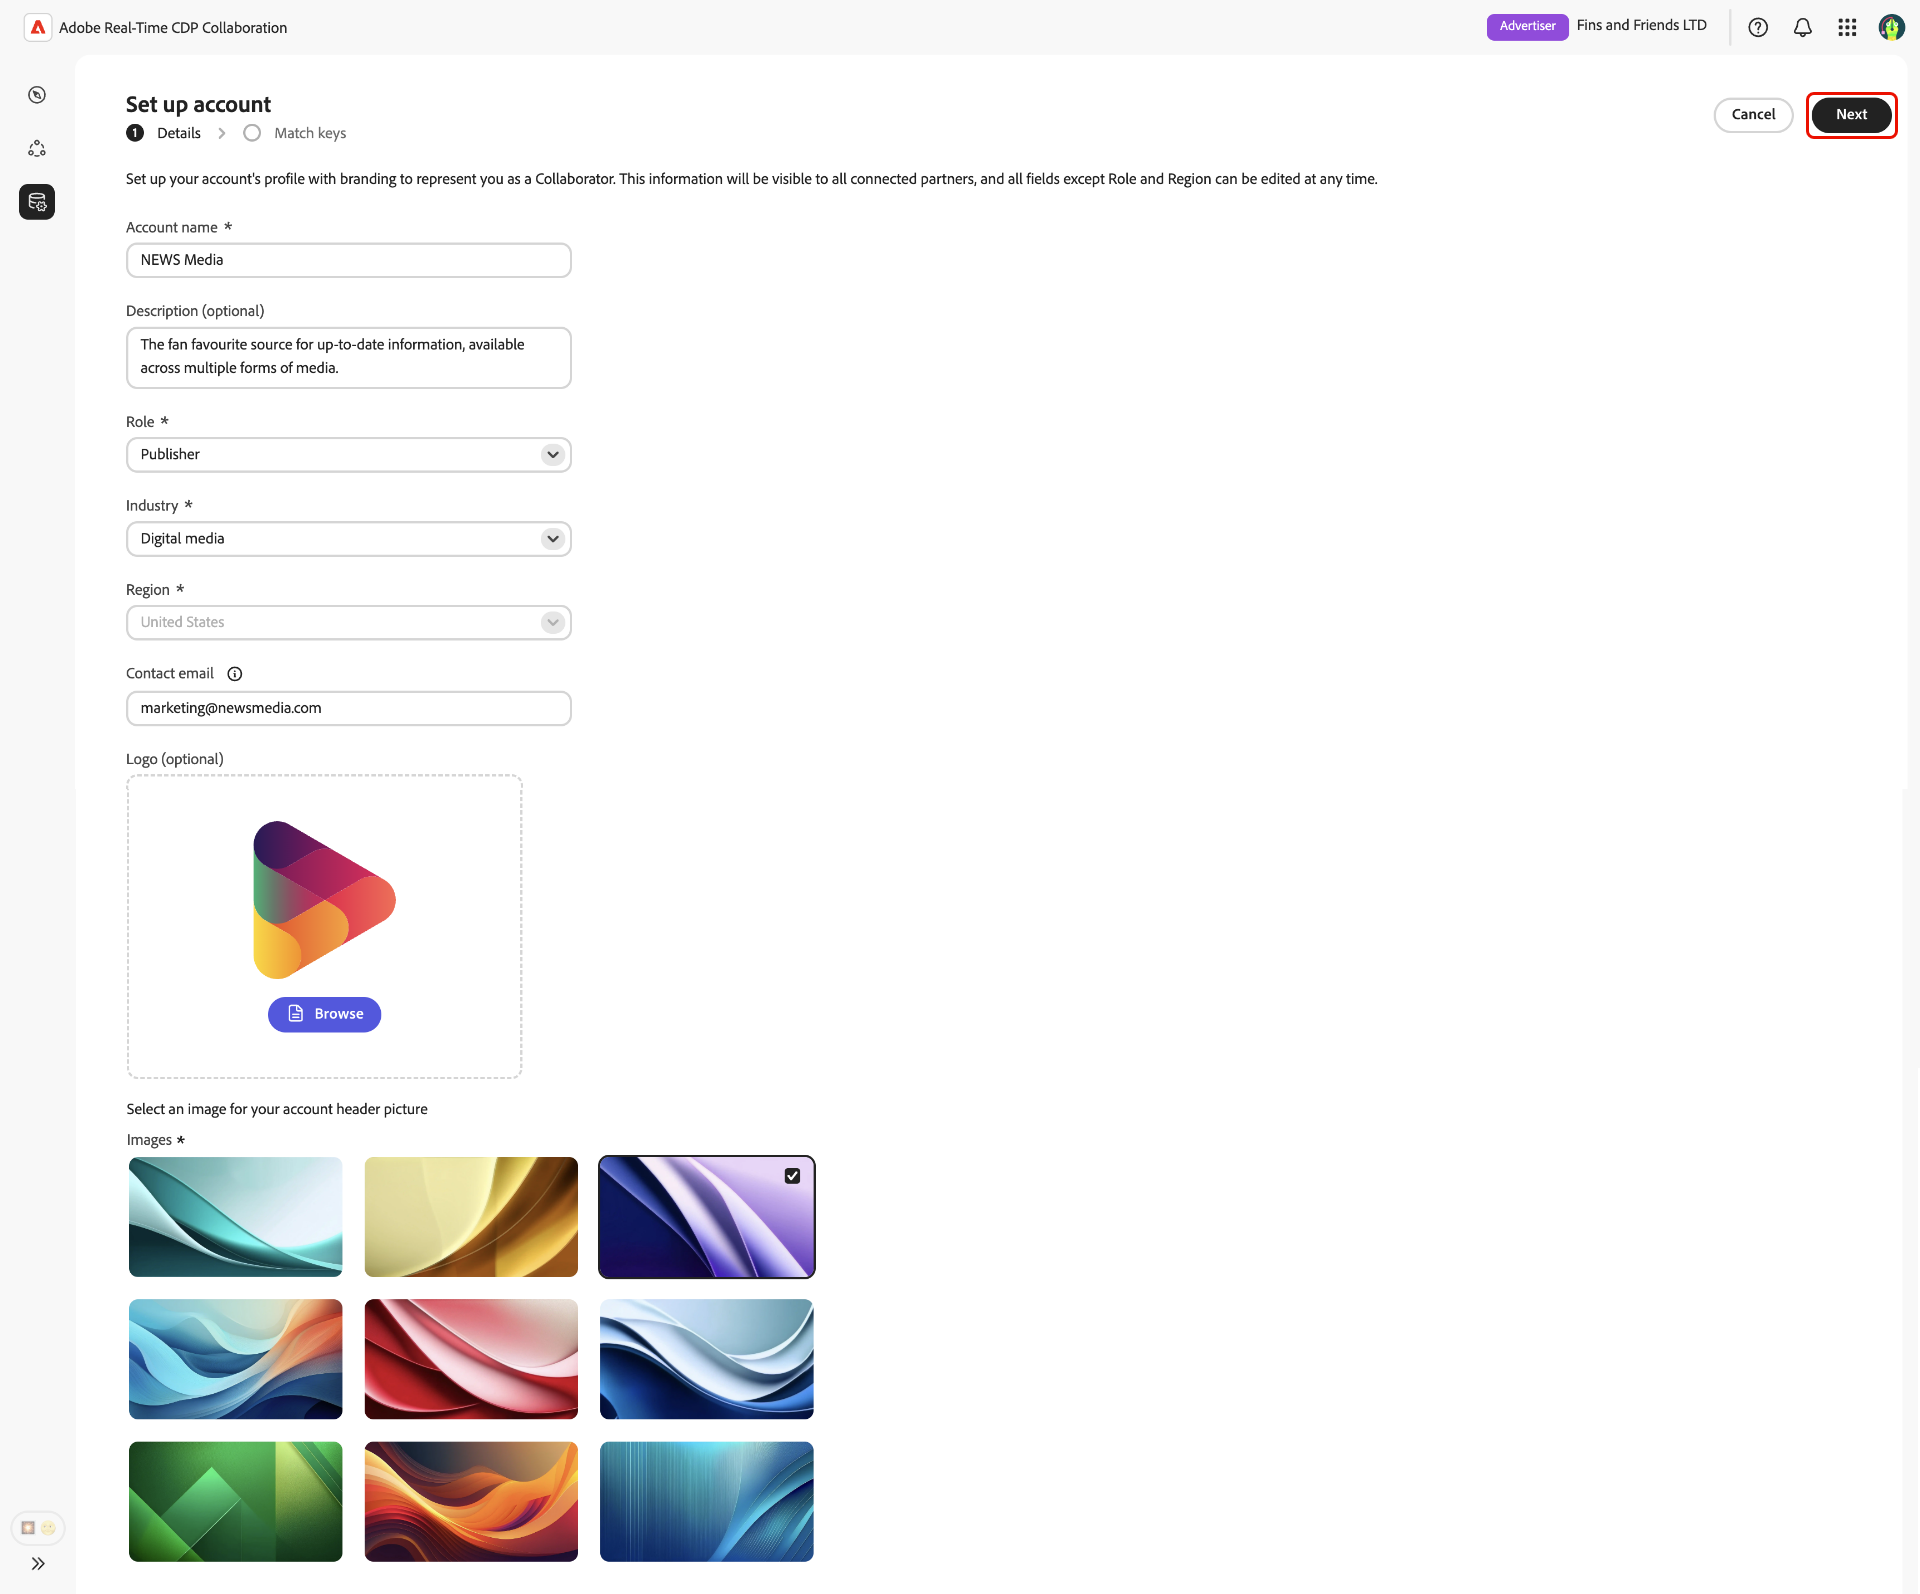 Adobe Real-Time CDP Collaboration
Advertiser
Fins and Friends LTD
Set up account
1 Details
Match keys
Cancel
Next
Set up your account's profile with branding to represent you as a Collaborator. This information will be visible to all connected partners, and all fields except Role and Region can be edited at any time.
Account name *
NEWS Media
Description (optional)
The fan favourite source for up-to-date information, available
across multiple forms of media.
Role *
Publisher
Industry *
Digital media
Region *
United States
Contact email
marketing@newsmedia.com
Logo (optional)
Browse
Select an image for your account header picture
Images *